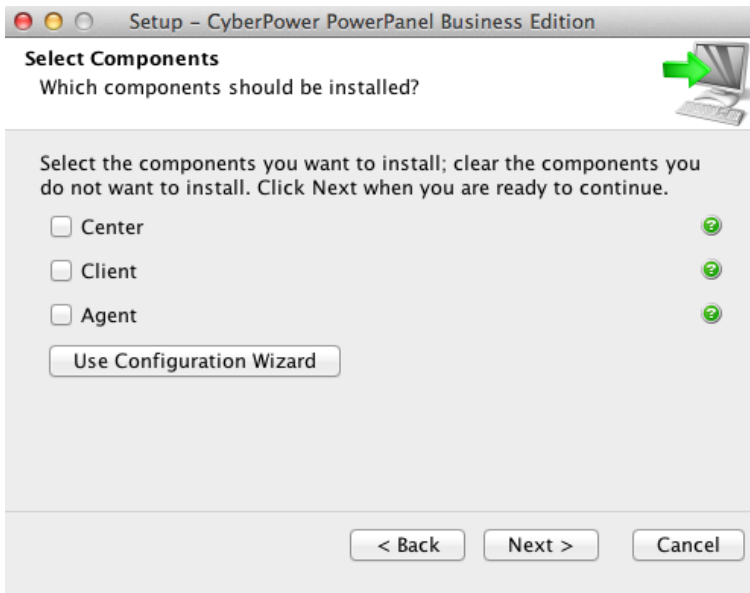 Setup – CyberPower PowerPanel Business Edition
Select Components
Which components should be installed?
Select the components you want to install; clear the components you
do not want to install. Click Next when you are ready to continue.
Center
?
Client
?
Agent
?
Use Configuration Wizard
< Back Next > Cancel